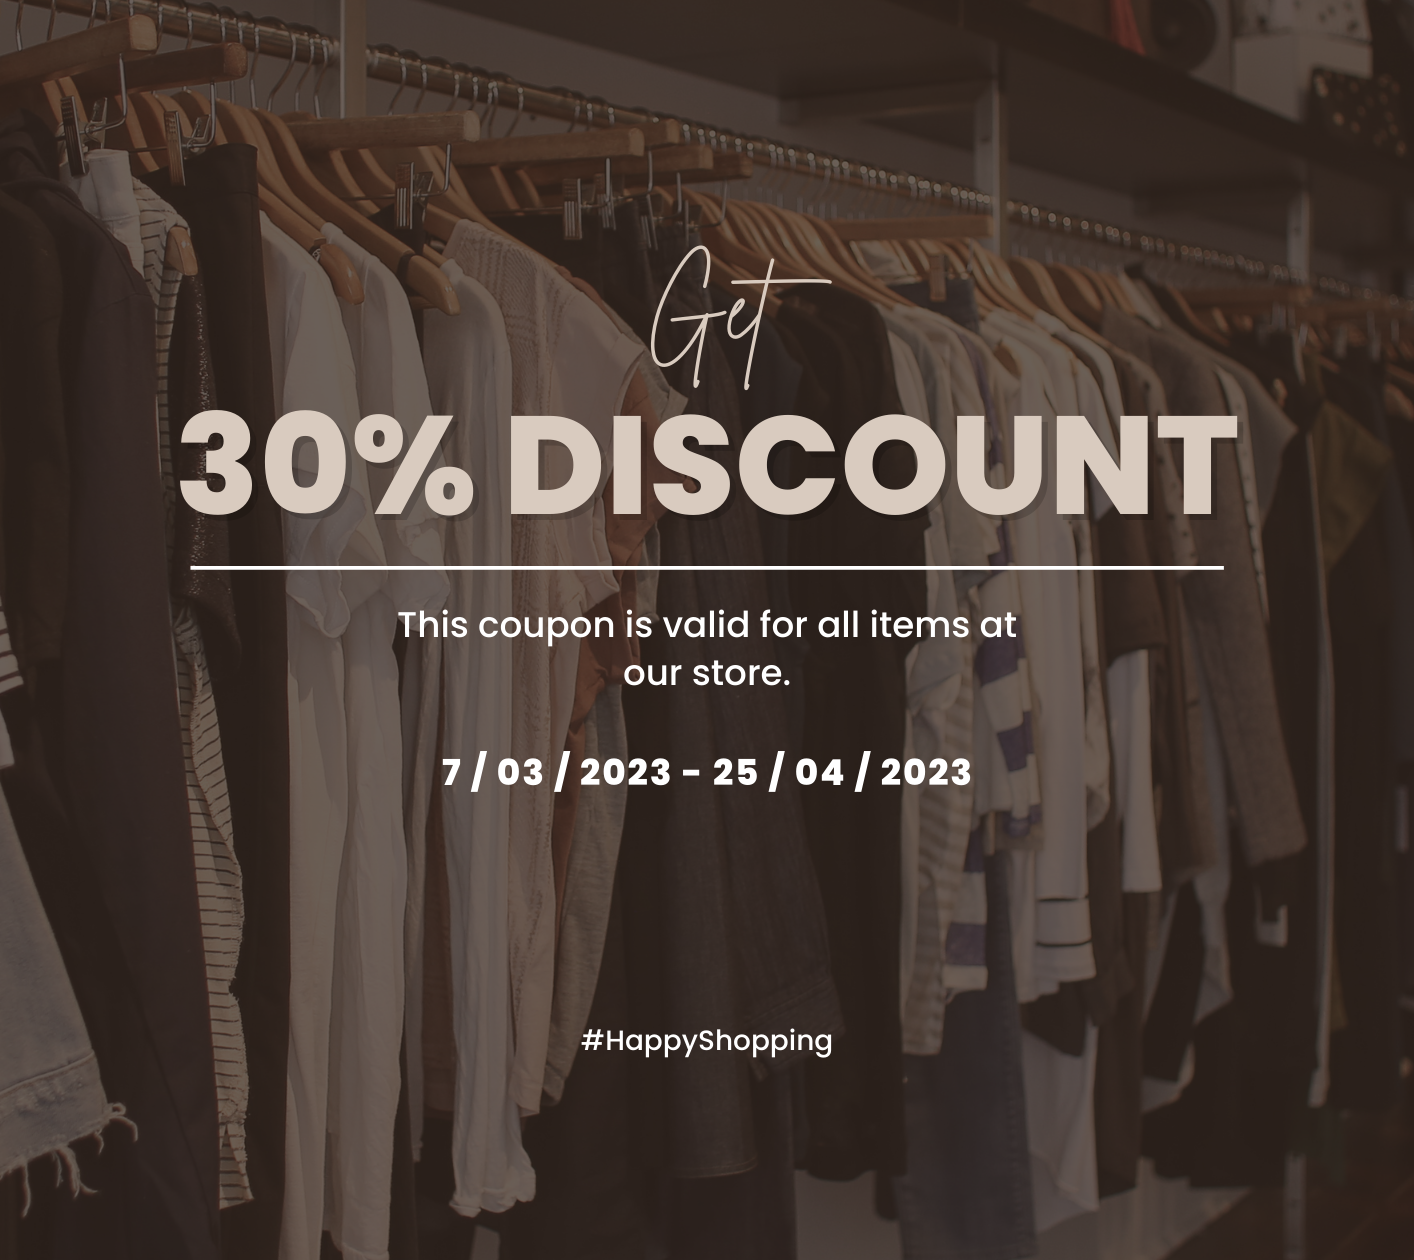 Get
30% DISCOUNT
This coupon is valid for all items at
our store.
7 / 03 / 2023 - 25 / 04 / 2023
#HappyShopping